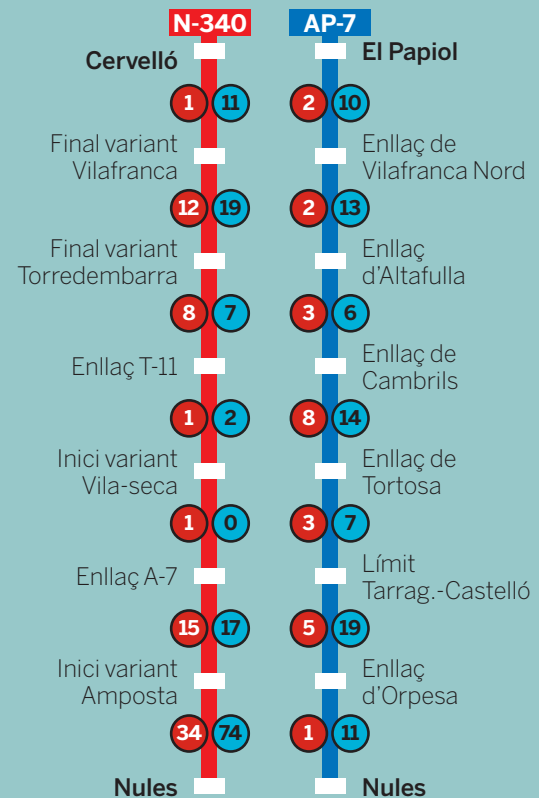 N-340
Cervelló
1 11
Final variant
Vilafranca
12 19
Final variant
Torredembarra
8 7
Enllaç T-11
1 2
Inici variant
Vila-seca
1 0
Enllaç A-7
15 17
Inici variant
Amposta
34 74
Nules
AP-7
El Papiol
2 10
Enllaç de
Vilafranca Nord
2 13
Enllaç
d'Altafulla
3 6
Enllaç de
Cambrils
8 14
Enllaç de
Tortosa
3 7
Límit
Tarrag.-Castelló
5 19
Enllaç
d'Orpesa
1 11
Nules